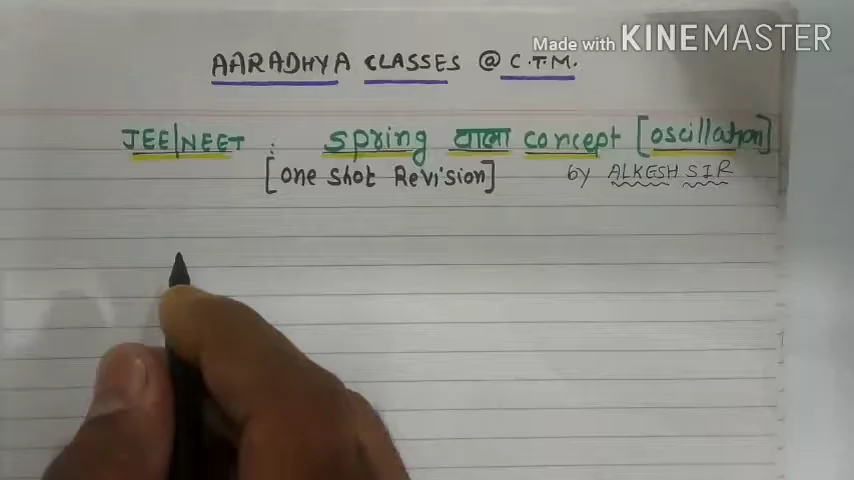 Made with KINEMASTER
AARADHYA CLASSES @ C.T.M.
JEE|NEET : spring वाला concept [oscillation]
[one shot Revision] by ALKESH SIR